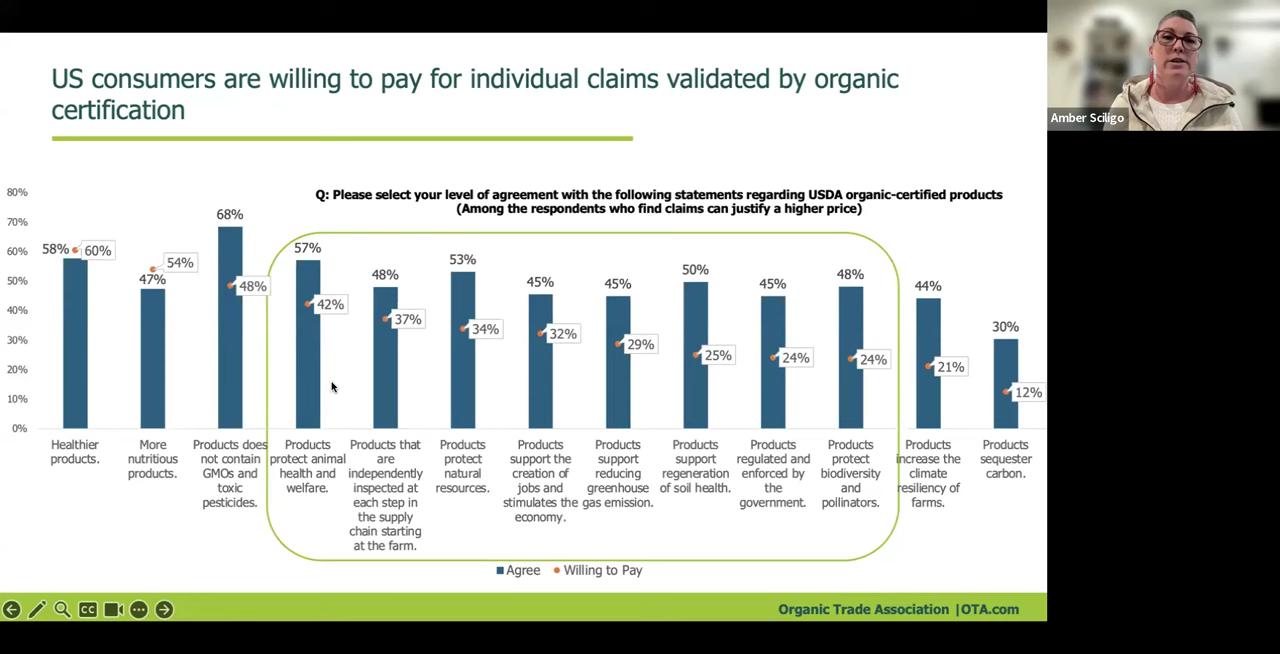 US consumers are willing to pay for individual claims validated by organic
certification
Amber Sciligo
Q: Please select your level of agreement with the following statements regarding USDA organic-certified products
(Among the respondents who find claims can justify a higher price)
80%
70%
60%
50%
40%
30%
20%
10%
0%
58%
60%
47%
54%
68%
48%
57%
42%
48%
37%
53%
34%
45%
32%
45%
29%
50%
25%
45%
24%
48%
24%
44%
21%
30%
12%
Healthier
products.
More
nutritious
products.
Products does
not contain
GMOs and
toxic
pesticides.
Products
protect animal
health and
welfare.
Products that
are
independently
inspected at
each step in
the supply
chain starting
at the farm.
Products
protect
natural
resources.
Products
support the
creation of
jobs and
stimulates the
economy.
Products
support
reducing
greenhouse
gas emission.
Products
support
regeneration
of soil health.
Products
regulated and
enforced by
the
government.
Products
protect
biodiversity
and
pollinators.
Products
increase the
climate
resiliency of
farms.
Products
sequester
carbon.
Agree
Willing to Pay
CC
Organic Trade Association |OTA.com